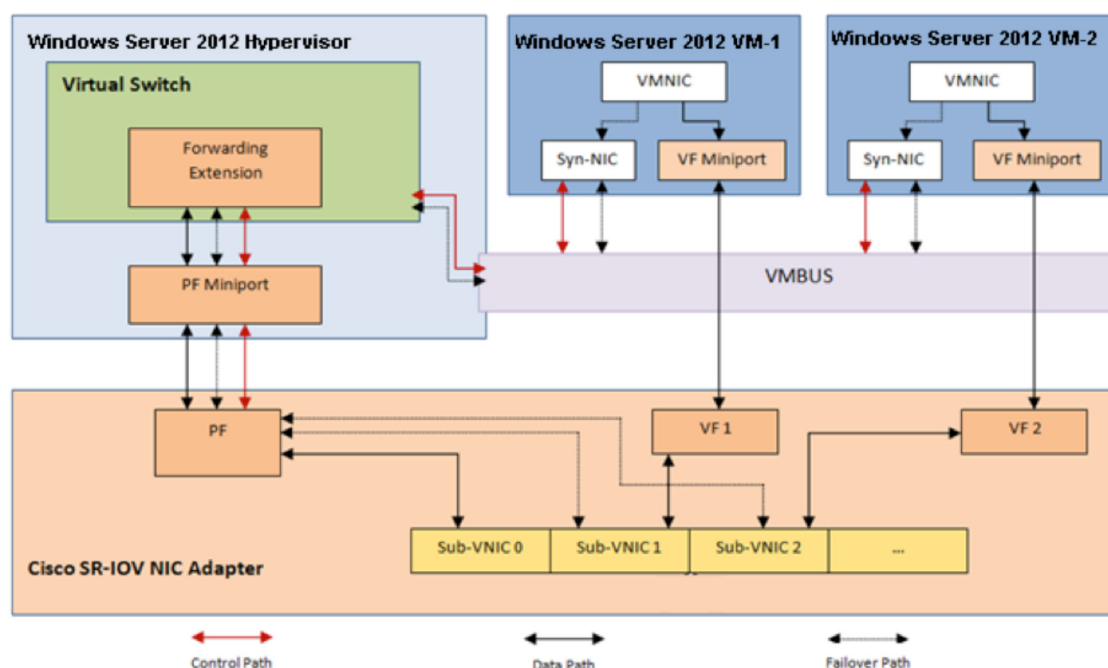 Windows Server 2012 Hypervisor
Virtual Switch
Forwarding
Extension
PF Miniport
Windows Server 2012 VM-1
VMNIC
Syn-NIC
VF Miniport
Windows Server 2012 VM-2
VMNIC
Syn-NIC
VF Miniport
VMBUS
PF
VF 1
VF 2
Sub-VNIC 0
Sub-VNIC 1
Sub-VNIC 2
...
Cisco SR-IOV NIC Adapter
Control Path
Data Path
Failover Path